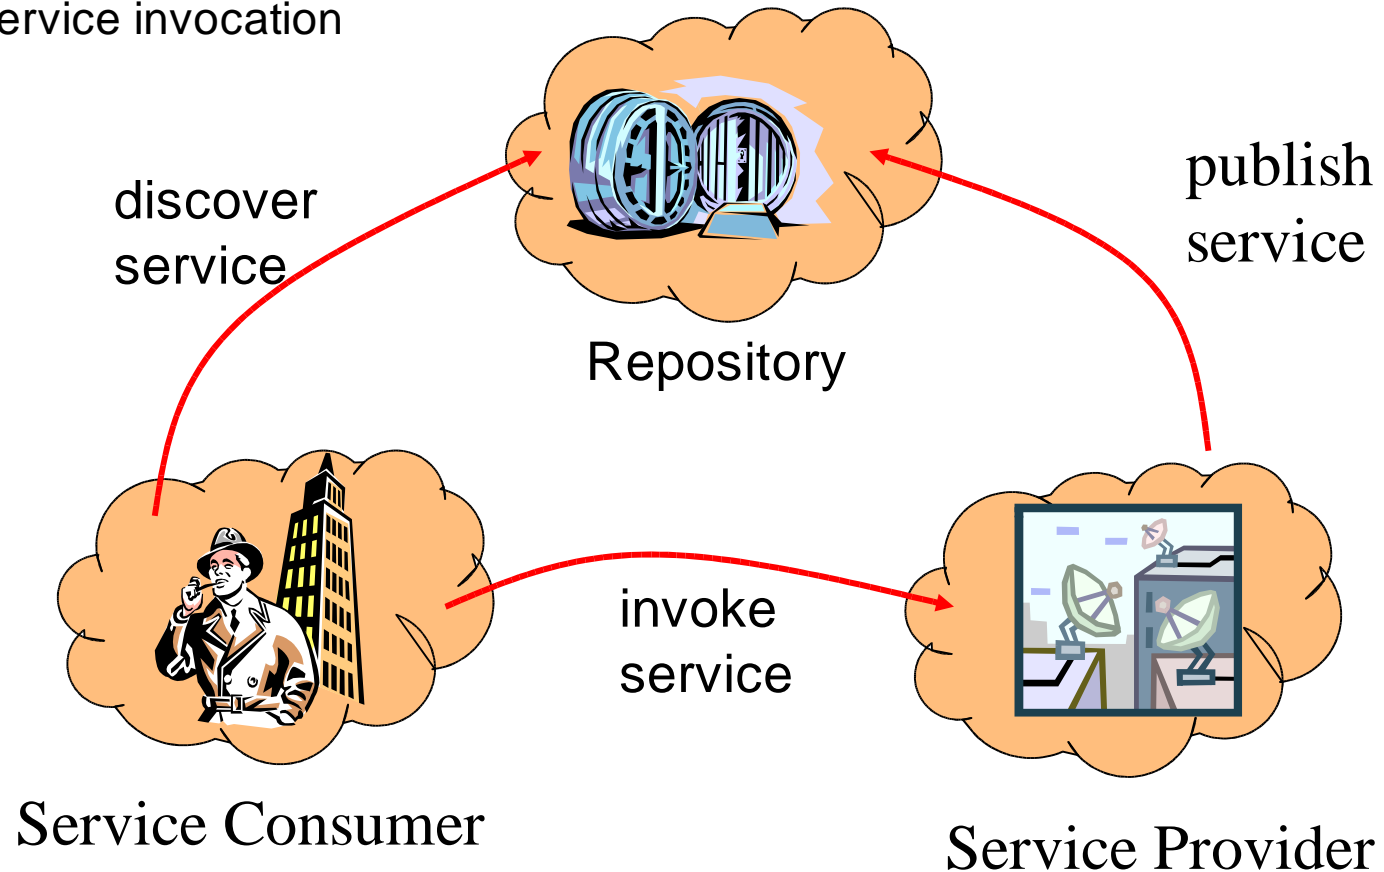 ervice invocation
discover
service
publish
service
Repository
invoke
service
Service Consumer
Service Provider